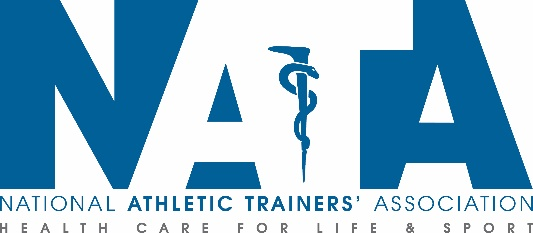 NATA
NATIONAL ATHLETIC TRAINERS' ASSOCIATION
HEALTH CARE FOR LIFE & SPORT